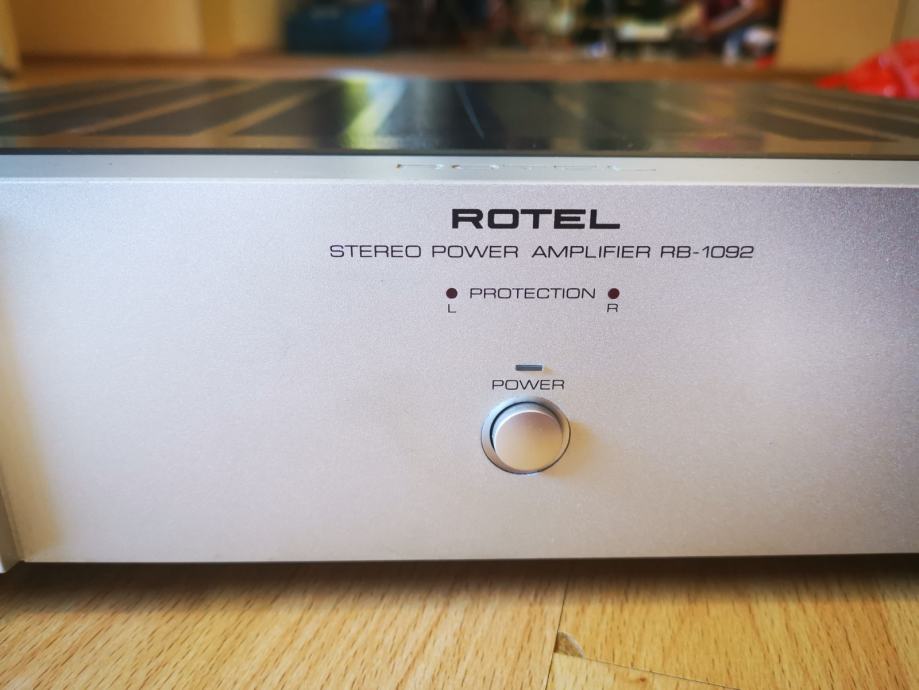 ROTEL
STEREO POWER AMPLIFIER RB-1092
PROTECTION
L R
POWER